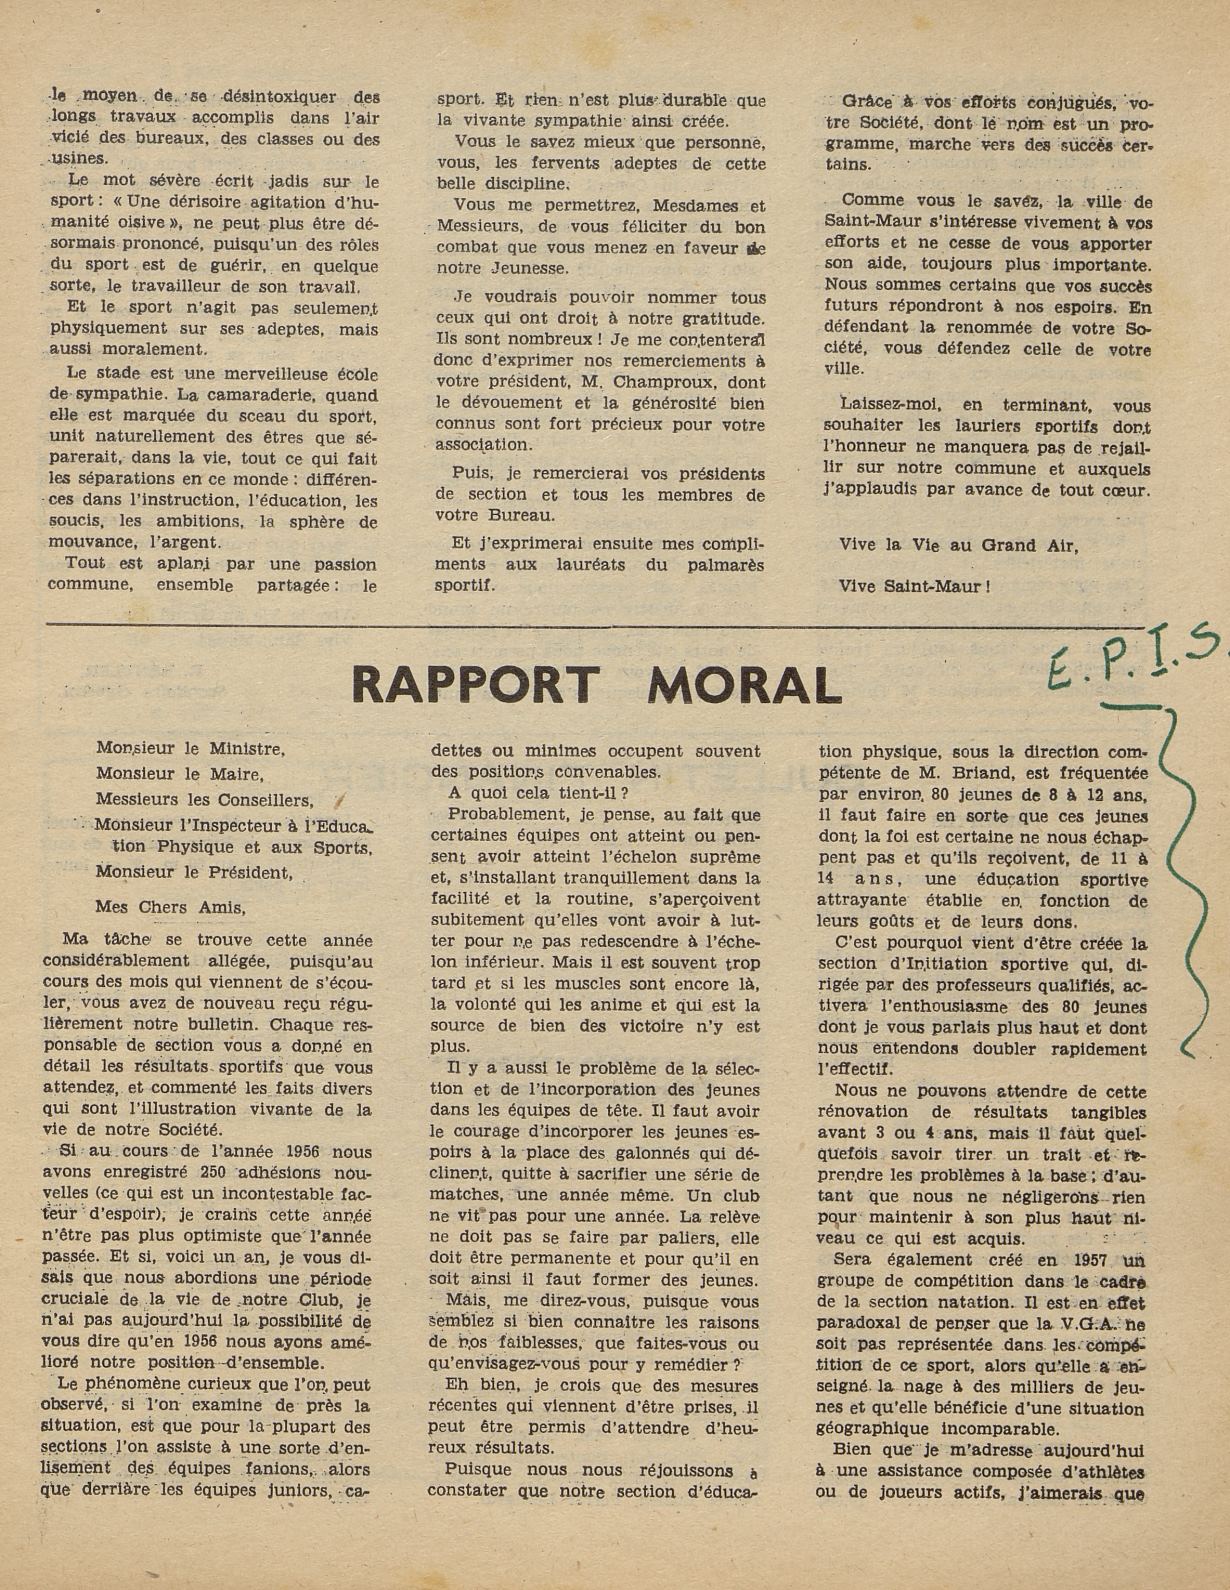 le moyen de se désintoxiquer des
longs travaux accomplis dans l'air
vicié des bureaux, des classes ou des
usines.
Le mot sévère écrit jadis sur le
sport : « Une dérisoire agitation d'hu-
manité oisive », ne peut plus être dé-
sormais prononcé, puisqu'un des rôles
du sport est de guérir, en quelque
sorte, le travailleur de son travail.
Et le sport n'agit pas seulement
physiquement sur ses adeptes, mais
aussi moralement.
Le stade est une merveilleuse école
de sympathie. La camaraderie, quand
elle est marquée du sceau du sport,
unit naturellement des êtres que sé-
parerait, dans la vie, tout ce qui fait
les séparations en ce monde : différen-
ces dans l'instruction, l'éducation, les
soucis, les ambitions, la sphère de
mouvance, l'argent.
Tout est aplani par une passion
commune, ensemble partagée : le
sport. Et rien n'est plus durable que
la vivante sympathie ainsi créée.
Vous le savez mieux que personne,
vous, les fervents adeptes de cette
belle discipline.
Vous me permettrez, Mesdames et
Messieurs, de vous féliciter du bon
combat que vous menez en faveur de
notre Jeunesse.
Je voudrais pouvoir nommer tous
ceux qui ont droit à notre gratitude.
Ils sont nombreux ! Je me contenterai
donc d'exprimer nos remerciements à
votre président, M. Champroux, dont
le dévouement et la générosité bien
connus sont fort précieux pour votre
association.
Puis, je remercierai vos présidents
de section et tous les membres de
votre Bureau.
Et j'exprimerai ensuite mes compli-
ments aux lauréats du palmarès
sportif.
Grâce à vos efforts conjugués, vo-
tre Société, dont le nom est un pro-
gramme, marche vers des succès cer-
tains.
Comme vous le savez, la ville de
Saint-Maur s'intéresse vivement à vos
efforts et ne cesse de vous apporter
son aide, toujours plus importante.
Nous sommes certains que vos succès
futurs répondront à nos espoirs. En
défendant la renommée de votre So-
ciété, vous défendez celle de votre
ville.
Laissez-moi, en terminant, vous
souhaiter les lauriers sportifs dont
l'honneur ne manquera pas de rejail-
lir sur notre commune et auxquels
j'applaudis par avance de tout cœur.
Vive la Vie au Grand Air,
Vive Saint-Maur !
E.P.I.S.
RAPPORT MORAL
Monsieur le Ministre,
Monsieur le Maire,
Messieurs les Conseillers,
Monsieur l'Inspecteur à l'Educa-
tion Physique et aux Sports,
Monsieur le Président,
Mes Chers Amis,
Ma tâche se trouve cette année
considérablement allégée, puisqu'au
cours des mois qui viennent de s'écou-
ler, vous avez de nouveau reçu régu-
lièrement notre bulletin. Chaque res-
ponsable de section vous a donné en
détail les résultats sportifs que vous
attendez, et commenté les faits divers
qui sont l'illustration vivante de la
vie de notre Société.
Si au cours de l'année 1956 nous
avons enregistré 250 adhésions nou-
velles (ce qui est un incontestable fac-
teur d'espoir), je crains cette année
n'être pas plus optimiste que l'année
passée. Et si, voici un an, je vous di-
sais que nous abordions une période
cruciale de la vie de notre Club, je
n'ai pas aujourd'hui la possibilité de
vous dire qu'en 1956 nous ayons amé-
lioré notre position d'ensemble.
Le phénomène curieux que l'on peut
observé, si l'on examine de près la
situation, est que pour la plupart des
sections l'on assiste à une sorte d'en-
lisement des équipes fanions, alors
que derrière les équipes juniors, ca-
dettes ou minimes occupent souvent
des positions convenables.
A quoi cela tient-il ?
Probablement, je pense, au fait que
certaines équipes ont atteint ou pen-
sent avoir atteint l'échelon suprême
et, s'installant tranquillement dans la
facilité et la routine, s'aperçoivent
subitement qu'elles vont avoir à lut-
ter pour ne pas redescendre à l'éche-
lon inférieur. Mais il est souvent trop
tard et si les muscles sont encore là,
la volonté qui les anime et qui est la
source de bien des victoire n'y est
plus.
Il y a aussi le problème de la sélec-
tion et de l'incorporation des jeunes
dans les équipes de tête. Il faut avoir
le courage d'incorporer les jeunes es-
poirs à la place des galonnés qui dé-
clinent, quitte à sacrifier une série de
matches, une année même. Un club
ne vit pas pour une année. La relève
ne doit pas se faire par paliers, elle
doit être permanente et pour qu'il en
soit ainsi il faut former des jeunes.
Mais, me direz-vous, puisque vous
semblez si bien connaitre les raisons
de nos faiblesses, que faites-vous ou
qu'envisagez-vous pour y remédier ?
Eh bien, je crois que des mesures
récentes qui viennent d'être prises, il
peut être permis d'attendre d'heu-
reux résultats.
Puisque nous nous réjouissons à
constater que notre section d'éduca-
tion physique, sous la direction com-
pétente de M. Briand, est fréquentée
par environ 80 jeunes de 8 à 12 ans,
il faut faire en sorte que ces jeunes
dont la foi est certaine ne nous échap-
pent pas et qu'ils reçoivent, de 11 à
14 ans, une éducation sportive
attrayante établie en fonction de
leurs goûts et de leurs dons.
C'est pourquoi vient d'être créée la
section d'Initiation sportive qui, di-
rigée par des professeurs qualifiés, ac-
tivera l'enthousiasme des 80 jeunes
dont je vous parlais plus haut et dont
nous entendons doubler rapidement
l'effectif.
Nous ne pouvons attendre de cette
rénovation de résultats tangibles
avant 3 ou 4 ans, mais il faut quel-
quefois savoir tirer un trait et re-
prendre les problèmes à la base ; d'au-
tant que nous ne négligerons rien
pour maintenir à son plus haut ni-
veau ce qui est acquis.
Sera également créé en 1957 un
groupe de compétition dans le cadre
de la section natation. Il est en effet
paradoxal de penser que la V.G.A. ne
soit pas représentée dans les compé-
tition de ce sport, alors qu'elle a en-
seigné la nage à des milliers de jeu-
nes et qu'elle bénéficie d'une situation
géographique incomparable.
Bien que je m'adresse aujourd'hui
à une assistance composée d'athlètes
ou de joueurs actifs, j'aimerais que